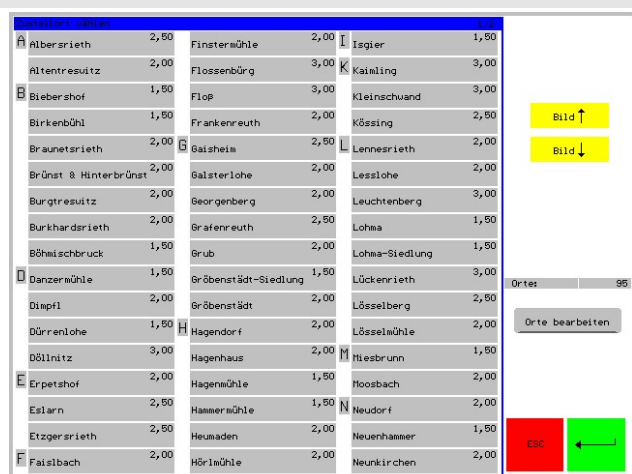 Zustellort wählen 1/2
A Albersrieth 2,50
Altentresuitz 2,00
B Biebershof 1,50
Birkenbühl 1,50
Braunetsrieth 2,00
Brünst & Hinterbrünst 2,00
Burgtresuitz 2,00
Burkhardsrieth 2,00
Böhmischbruck 1,50
D Danzermühle 1,50
Dimpfl 2,00
Dürrenlohe 1,50
Döllnitz 3,00
E Erpetshof 2,00
Eslarn 2,50
Etzgersrieth 2,50
F Faislbach 2,00
Finstermühle 2,00
Flossenbürg 3,00
Floß 3,00
Frankenreuth 2,00
G Gaisheim 2,50
Galsterlohe 2,00
Georgenberg 2,00
Grafenreuth 2,50
Grub 2,00
Gröbenstädt-Siedlung 1,50
Gröbenstädt 2,00
H Hagendorf 2,00
Hagenhaus 2,00
Hagenmühle 1,50
Hammermühle 1,50
Heumaden 2,00
Hörlmühle 2,00
I Isgier 1,50
K Kaimling 3,00
Kleinschwand 3,00
Kössing 2,50
L Lennesrieth 2,00
Lesslohe 2,00
Leuchtenberg 3,00
Lohma 1,50
Lohma-Siedlung 1,50
Lückenrieth 3,00
Lösselberg 2,50
Lösselmühle 2,00
M Miesbrunn 1,50
Moosbach 2,00
N Neudorf 2,00
Neuenhammer 1,50
Neunkirchen 2,00
Bild ↑
Bild ↓
Orte: 95
Orte bearbeiten
ESC